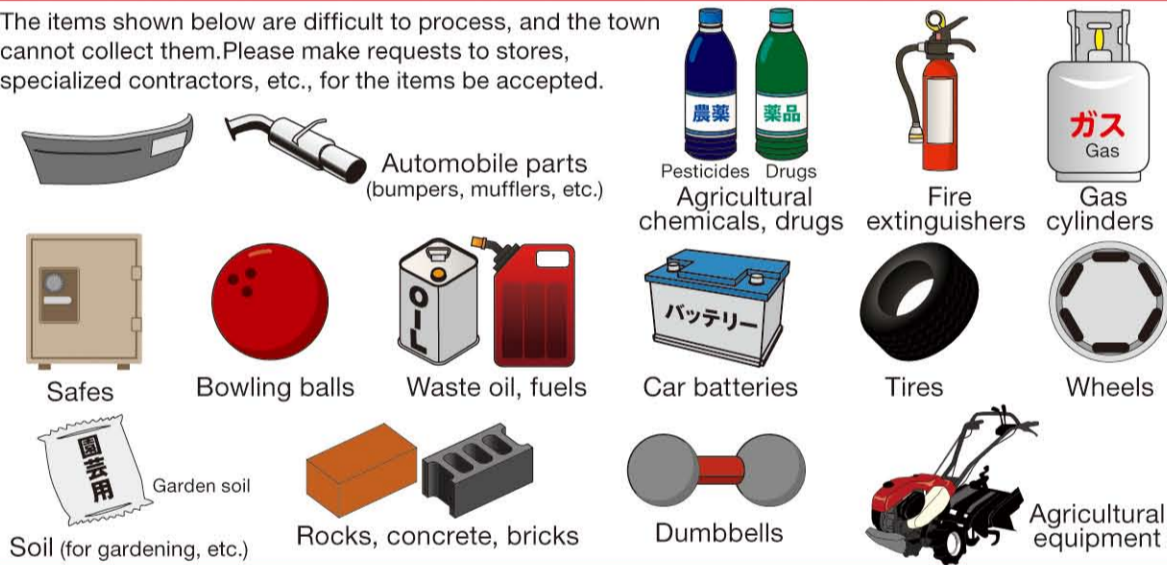 The items shown below are difficult to process, and the town
cannot collect them.Please make requests to stores,
specialized contractors, etc., for the items be accepted.
Automobile parts
(bumpers, mufflers, etc.)
農薬
薬品
Pesticides
Drugs
Agricultural
chemicals, drugs
Fire
extinguishers
ガス
Gas
Gas
cylinders
Safes
Bowling balls
OIL
Waste oil, fuels
バッテリー
Car batteries
Tires
Wheels
園芸用
Garden soil
Soil (for gardening, etc.)
Rocks, concrete, bricks
Dumbbells
Agricultural
equipment